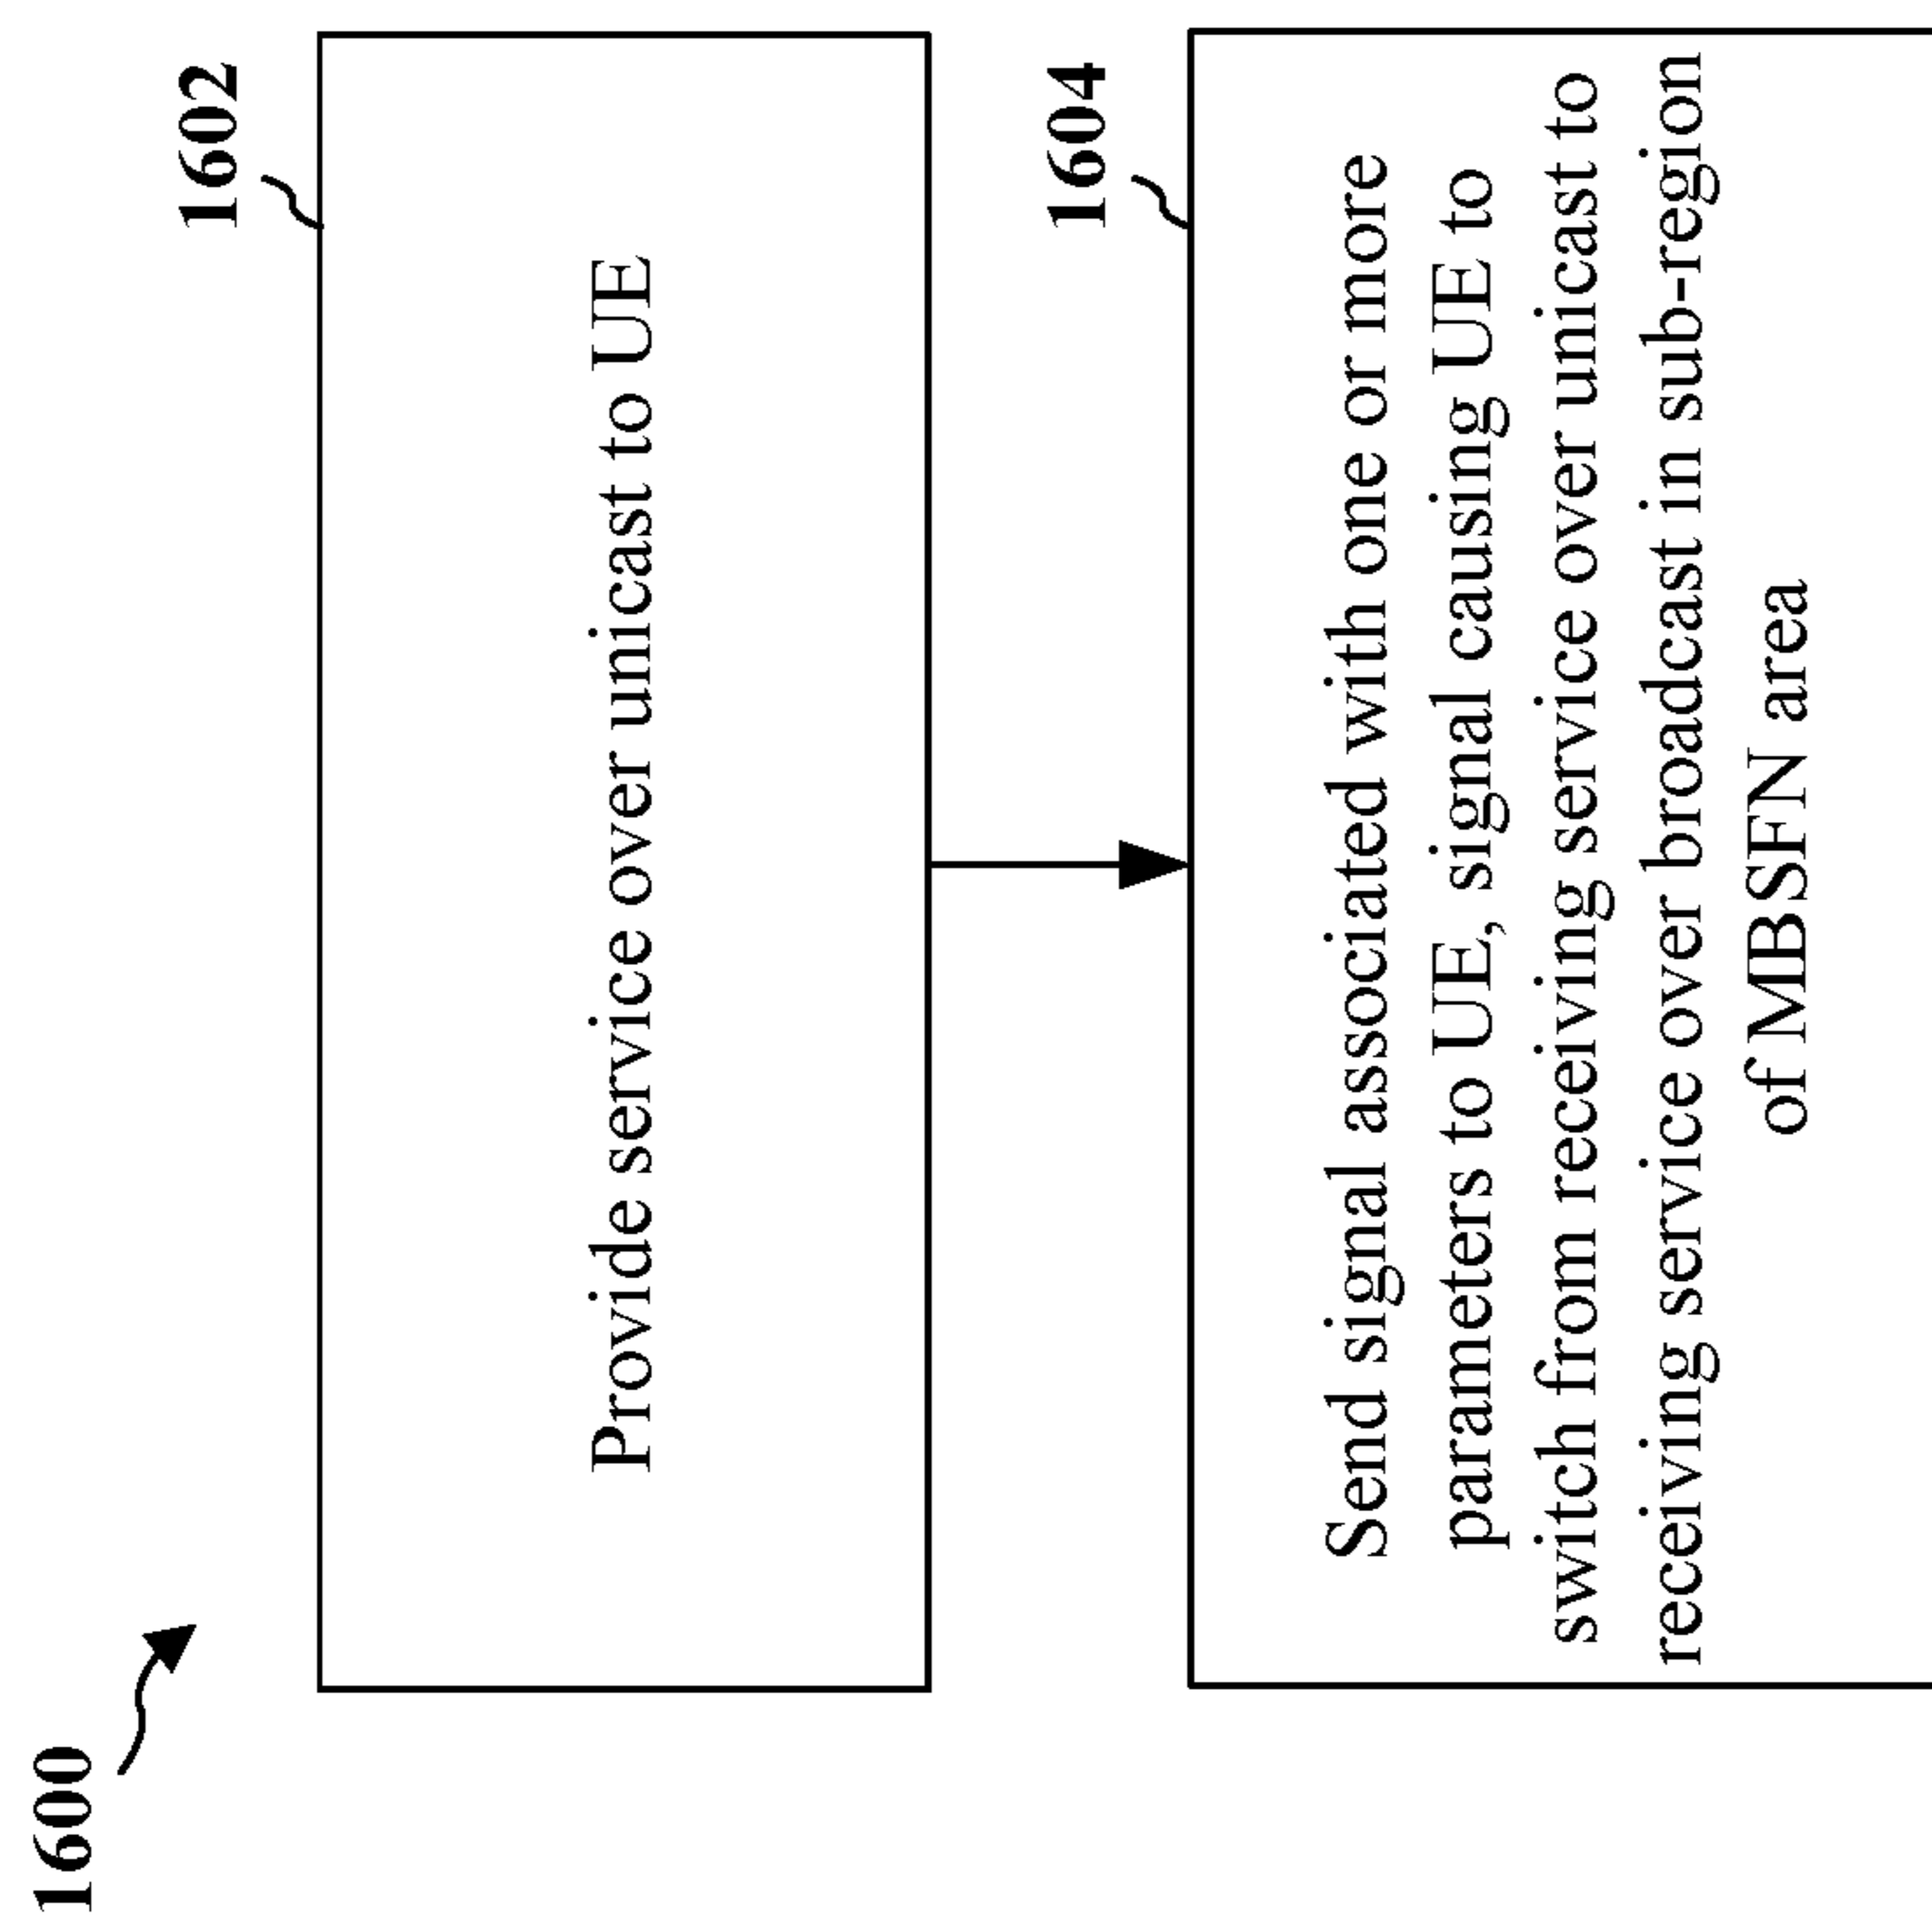 1600
1602
Provide service over unicast to UE
1604
Send signal associated with one or more
parameters to UE, signal causing UE to
switch from receiving service over unicast to
receiving service over broadcast in sub-region
of MBSFN area